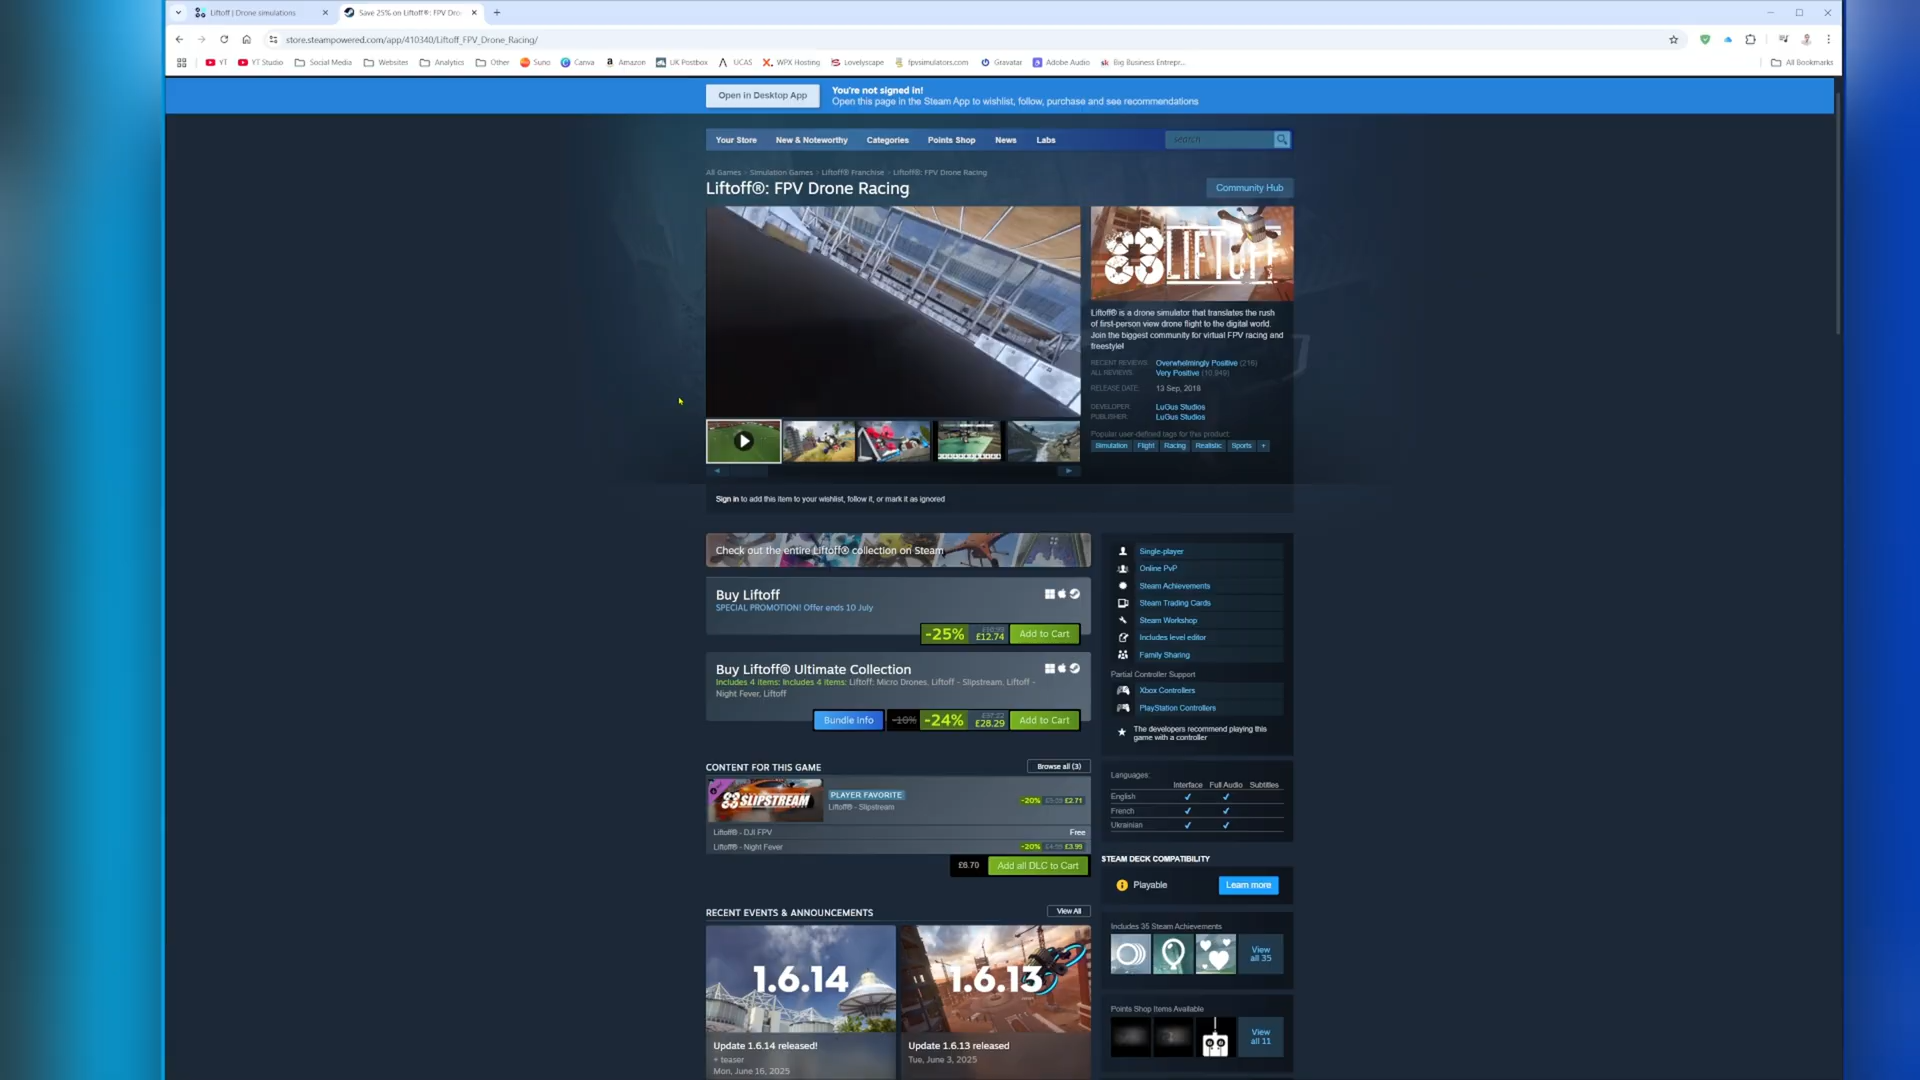 Liftoff | Drone simulations
Save 25% on Liftoff®: FPV Dro
store.steampowered.com/app/410340/Liftoff_FPV_Drone_Racing/
YT
YT Studio
Social Media
Websites
Analytics
Other
Suno
Canva
Amazon
UK Postbox
UCAS
WPX Hosting
Lovelyscape
fpvsimulators.com
Gravatar
Adobe Audio
Big Business Entrepr...
All Bookmarks
Open in Desktop App
You're not signed in!
Open this page in the Steam App to wishlist, follow, purchase and see recommendations
Your Store
New & Noteworthy
Categories
Points Shop
News
Labs
search
All Games > Simulation Games > Liftoff® Franchise > Liftoff®: FPV Drone Racing
Liftoff®: FPV Drone Racing
Community Hub
LIFTOFF
Liftoff® is a drone simulator that translates the rush
of first-person view drone flight to the digital world.
Join the biggest community for virtual FPV racing and
freestyle!
RECENT REVIEWS: Overwhelmingly Positive (216)
ALL REVIEWS: Very Positive (10,949)
RELEASE DATE: 13 Sep, 2018
DEVELOPER: LuGus Studios
PUBLISHER: LuGus Studios
Popular user-defined tags for this product:
Simulation
Flight
Racing
Realistic
Sports
+
Sign in to add this item to your wishlist, follow it, or mark it as ignored
Check out the entire Liftoff® collection on Steam
Buy Liftoff
SPECIAL PROMOTION! Offer ends 10 July
-25%
£12.74
Add to Cart
Buy Liftoff® Ultimate Collection
Includes 4 items: Includes 4 items: Liftoff: Micro Drones, Liftoff - Slipstream, Liftoff -
Night Fever, Liftoff
Bundle info
-10%
-24%
£28.29
Add to Cart
CONTENT FOR THIS GAME
Browse all (3)
SLIPSTREAM
PLAYER FAVORITE
Liftoff® - Slipstream
-20%
£2.71
Liftoff® - DJI FPV
Free
Liftoff® - Night Fever
-20% £4.99 £3.99
£6.70
Add all DLC to Cart
RECENT EVENTS & ANNOUNCEMENTS
View All
1.6.14
Update 1.6.14 released!
+ teaser
Mon, June 16, 2025
1.6.13
Update 1.6.13 released
Tue, June 3, 2025
Single-player
Online PvP
Steam Achievements
Steam Trading Cards
Steam Workshop
Includes level editor
Family Sharing
Partial Controller Support
Xbox Controllers
PlayStation Controllers
The developers recommend playing this
game with a controller
Languages:
Interface Full Audio Subtitles
English ✔ ✔
French ✔ ✔
Ukrainian ✔ ✔
STEAM DECK COMPATIBILITY
Playable
Learn more
Includes 35 Steam Achievements
View
all 35
Points Shop Items Available
View
all 11